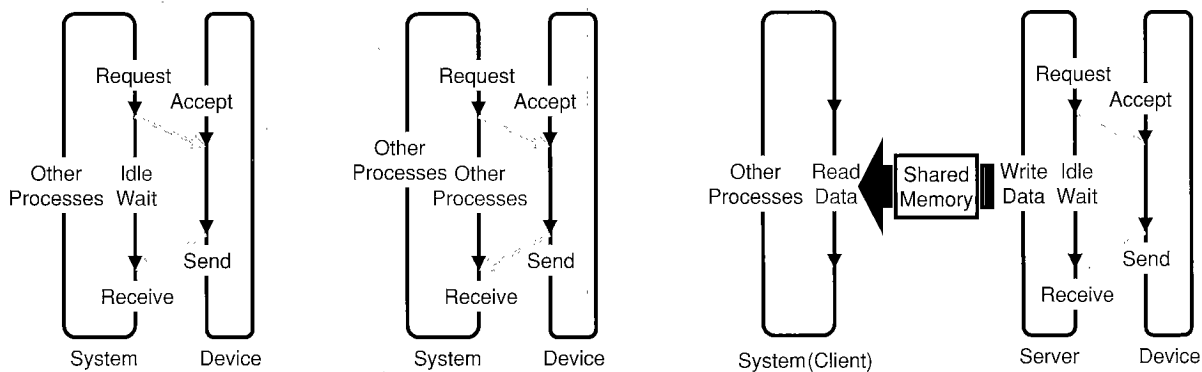 Request
Accept
Other
Processes
Idle
Wait
Send
Receive
System
Device
Request
Accept
Other
Processes
Other
Processes
Send
Receive
System
Device
Other
Processes
Read
Data
Shared
Memory
System(Client)
Request
Accept
Write
Data
Idle
Wait
Send
Receive
Server
Device